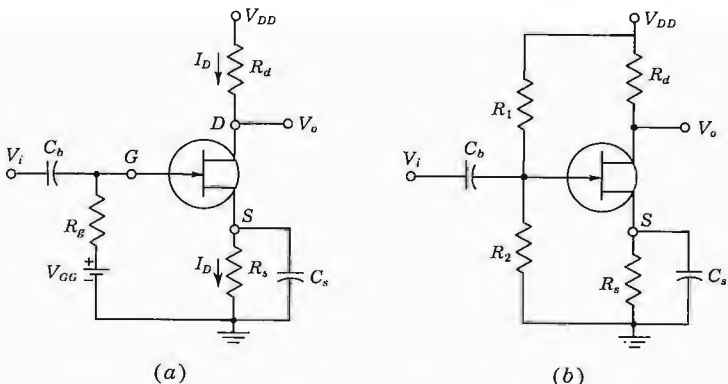 V_DD
I_D
R_d
D
V_o
V_i
C_b
G
R_g
S
V_GG
+
−
I_D
R_s
C_s
(a)
V_DD
R_d
R_1
V_o
V_i
C_b
S
R_2
R_s
C_s
(b)